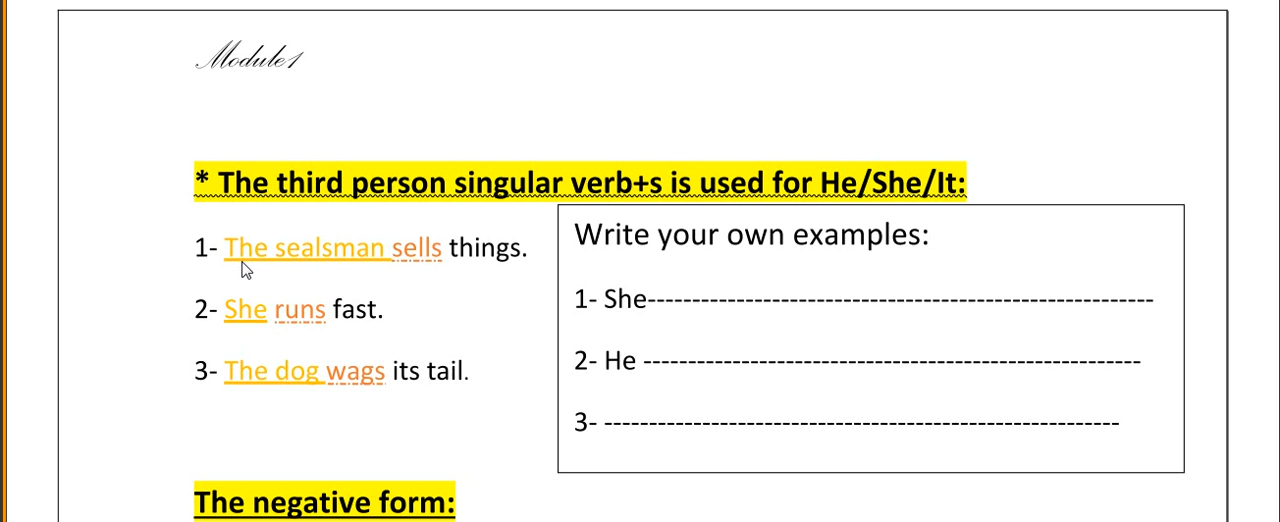 Module1
* The third person singular verb+s is used for He/She/It:
1- The sealsman sells things.
2- She runs fast.
3- The dog wags its tail.
Write your own examples:
1- She---------------------------------------------------------
2- He --------------------------------------------------------
3- ----------------------------------------------------------
The negative form: